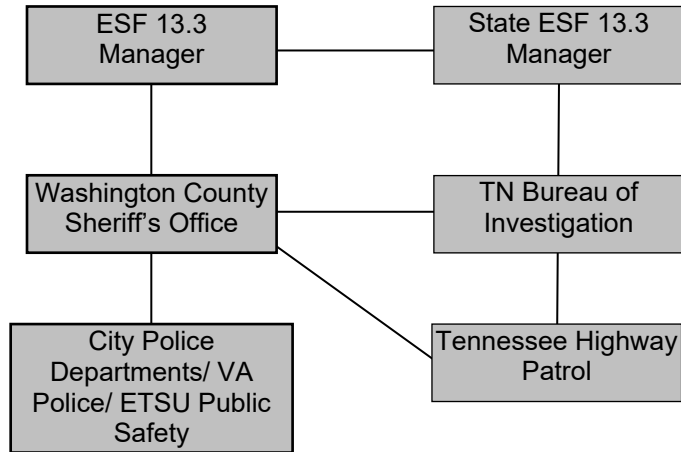 ESF 13.3
Manager
State ESF 13.3
Manager
Washington County
Sheriff's Office
TN Bureau of
Investigation
City Police
Departments/ VA
Police/ ETSU Public
Safety
Tennessee Highway
Patrol